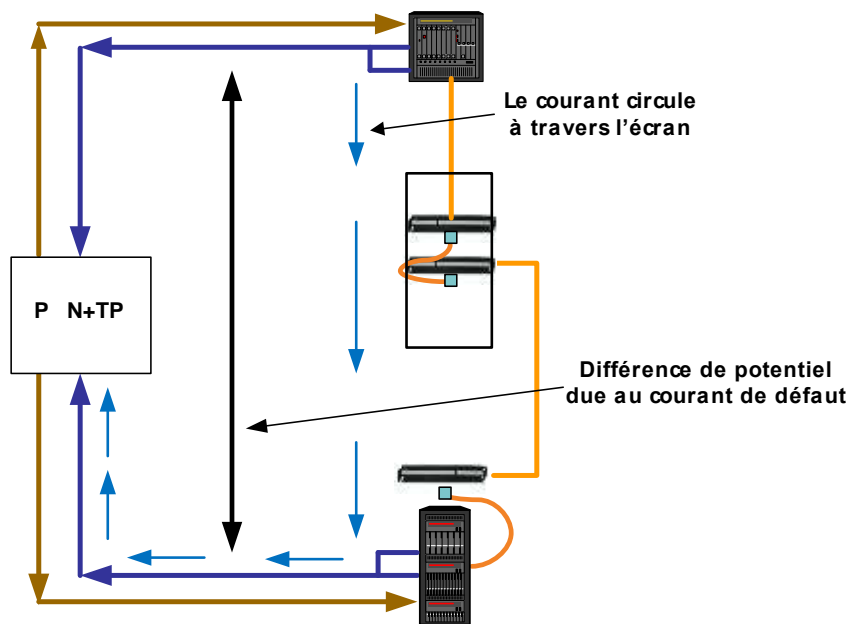 Le courant circule
à travers l'écran
P N+TP
Différence de potentiel
due au courant de défaut